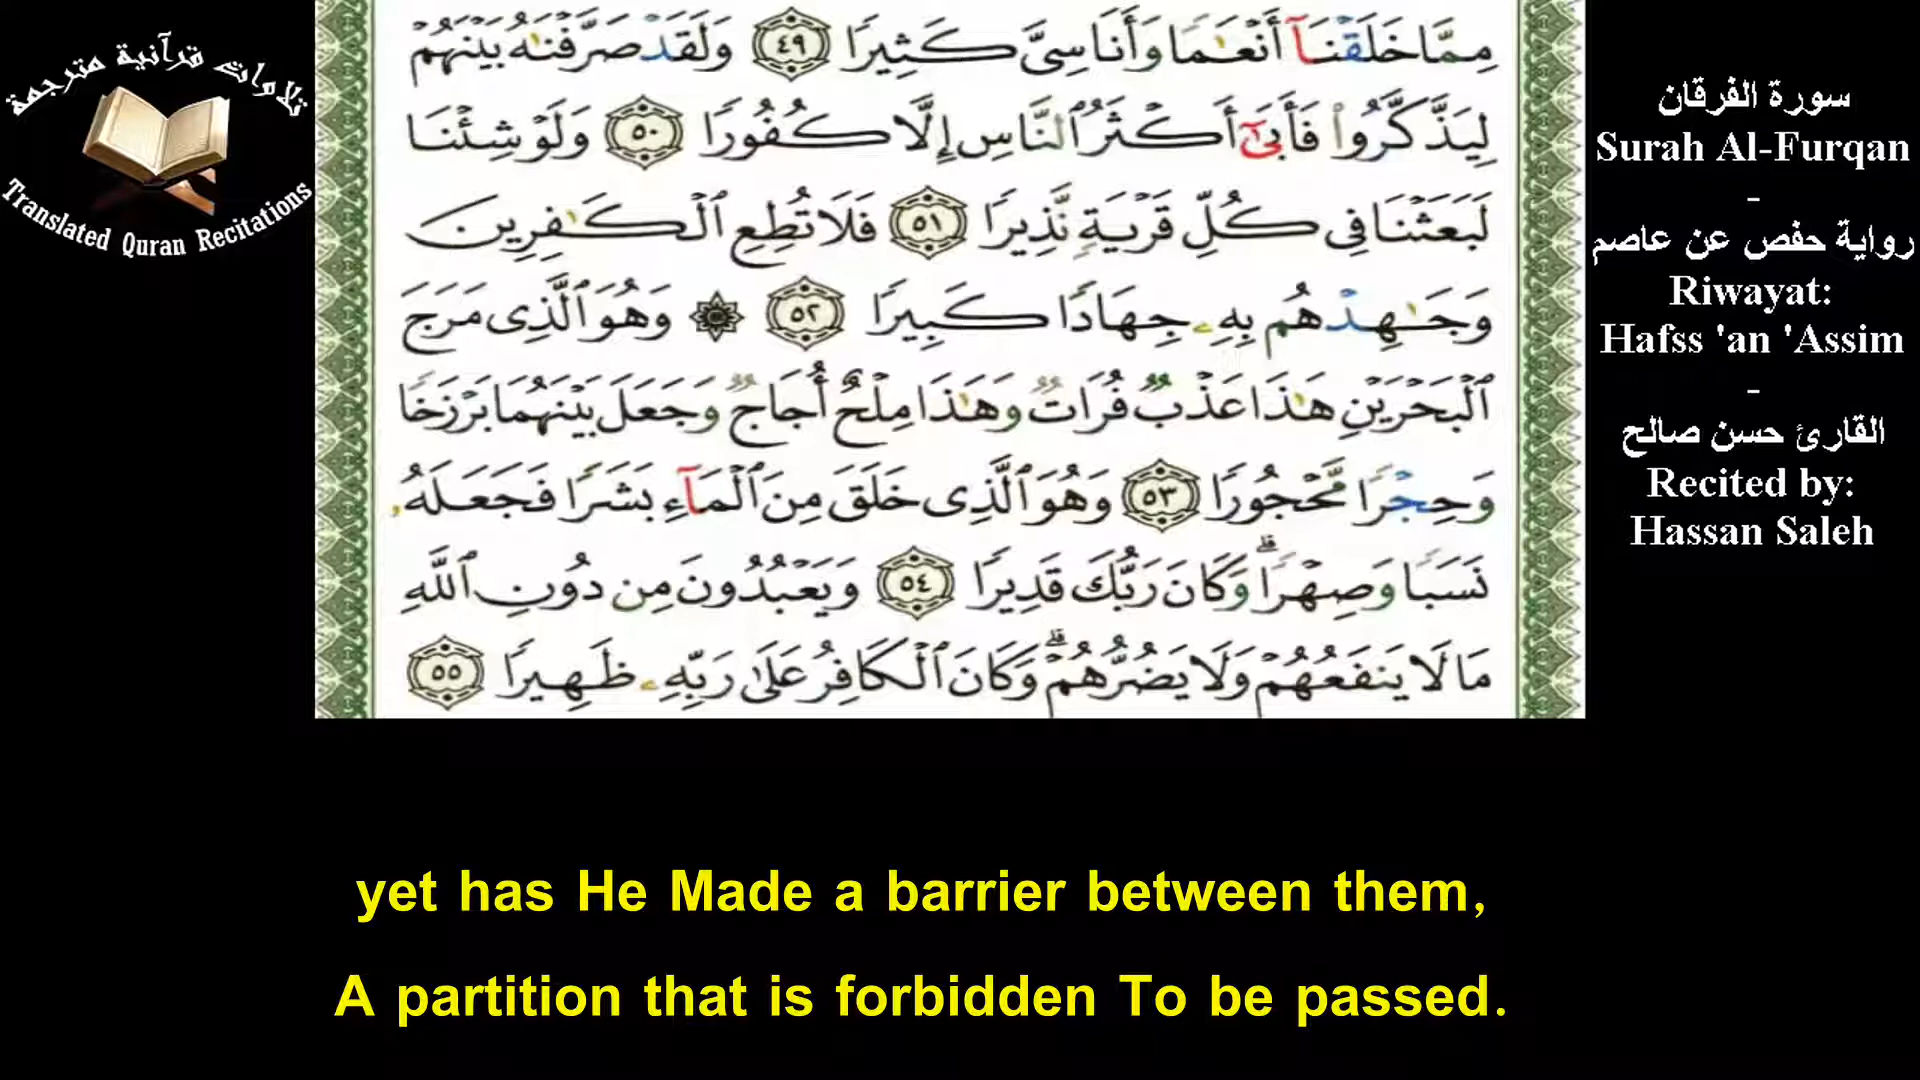 تلاوات قرآنية مترجمة
Translated Quran Recitations
مِمَّا خَلَقْنَآ أَنْعَٰمًا وَأَنَاسِىَّ كَثِيرًا ٤٩ وَلَقَدْ صَرَّفْنَٰهُ بَيْنَهُمْ
لِيَذَّكَّرُوا۟ فَأَبَىٰٓ أَكْثَرُ ٱلنَّاسِ إِلَّا كُفُورًا ٥٠ وَلَوْ شِئْنَا
لَبَعَثْنَا فِى كُلِّ قَرْيَةٍ نَّذِيرًا ٥١ فَلَا تُطِعِ ٱلْكَٰفِرِينَ
وَجَٰهِدْهُم بِهِۦ جِهَادًا كَبِيرًا ٥٢ ۞ وَهُوَ ٱلَّذِى مَرَجَ
ٱلْبَحْرَيْنِ هَٰذَا عَذْبٌ فُرَاتٌ وَهَٰذَا مِلْحٌ أُجَاجٌ وَجَعَلَ بَيْنَهُمَا بَرْزَخًا
وَحِجْرًا مَّحْجُورًا ٥٣ وَهُوَ ٱلَّذِى خَلَقَ مِنَ ٱلْمَآءِ بَشَرًا فَجَعَلَهُۥ
نَسَبًا وَصِهْرًا ۗ وَكَانَ رَبُّكَ قَدِيرًا ٥٤ وَيَعْبُدُونَ مِن دُونِ ٱللَّهِ
مَا لَا يَنفَعُهُمْ وَلَا يَضُرُّهُمْ ۗ وَكَانَ ٱلْكَافِرُ عَلَىٰ رَبِّهِۦ ظَهِيرًا ٥٥
سورة الفرقان
Surah Al-Furqan
-
رواية حفص عن عاصم
Riwayat:
Hafss 'an 'Assim
-
القارئ حسن صالح
Recited by:
Hassan Saleh
yet has He Made a barrier between them,
A partition that is forbidden To be passed.